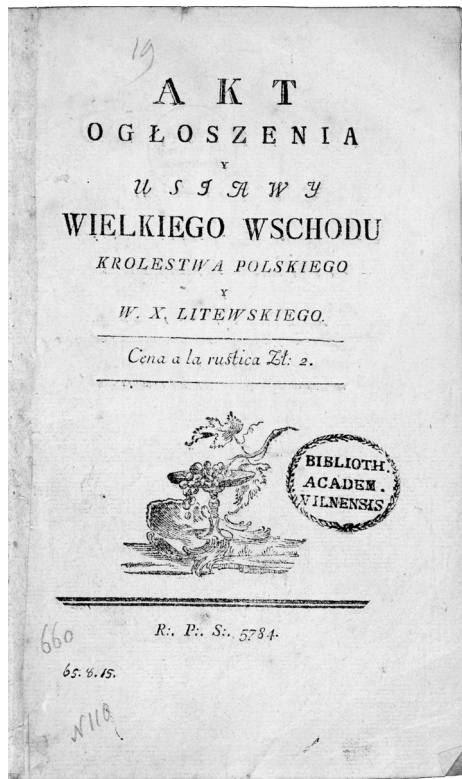 19
AKT
OGŁOSZENIA
Y
USTAWY
WIELKIEGO WSCHODU
KROLESTWA POLSKIEGO
Y
W. X. LITEWSKIEGO.
Cena a la rustica Zł: 2.
BIBLIOTH.
ACADEM.
VILNENSIS
R:. P:. S:. 5784.
660
65.8.15.